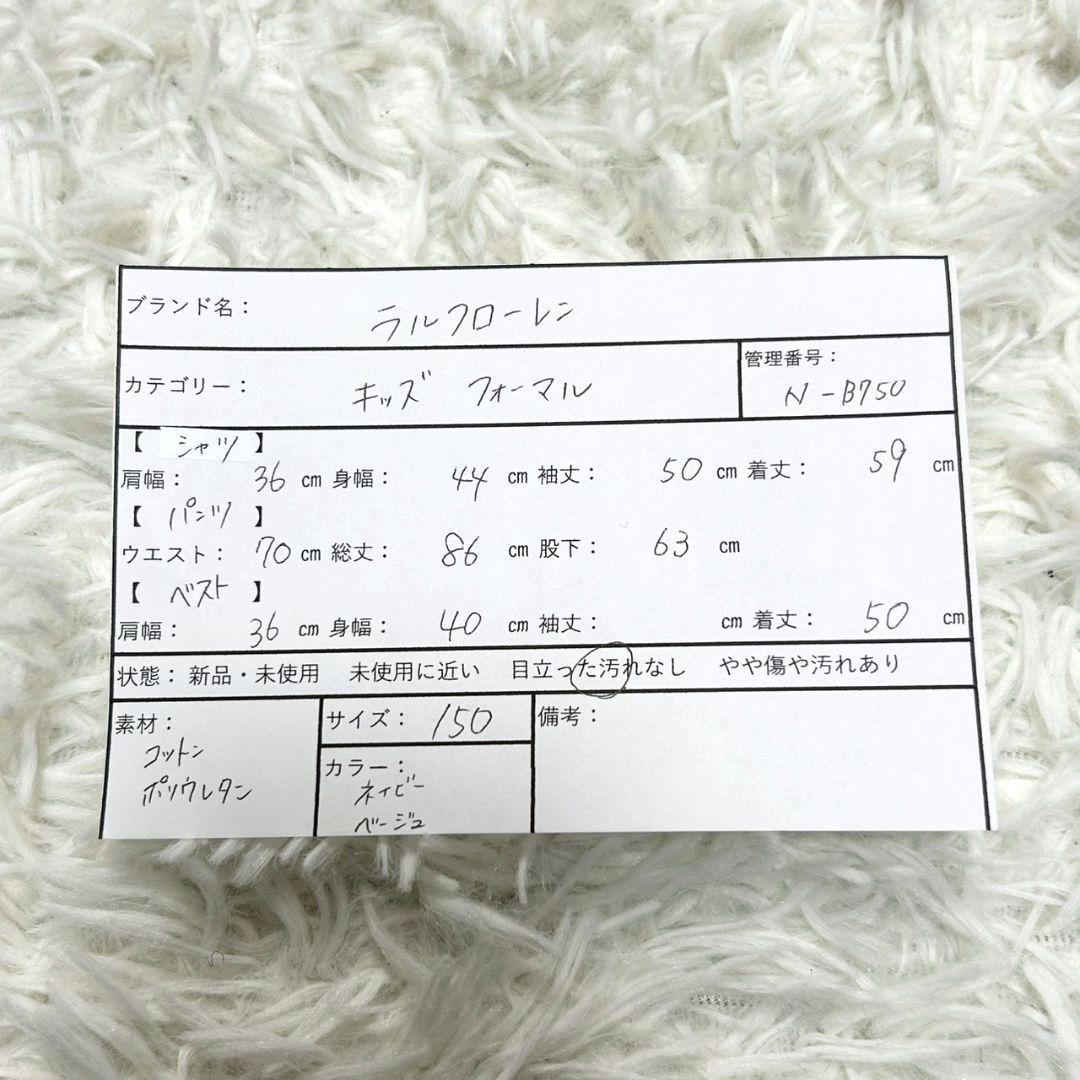 ブランド名： ラルフローレン
カテゴリー： キッズ フォーマル
管理番号：
N-B750
【 シャツ 】
肩幅： 36 ㎝ 身幅： 44 ㎝ 袖丈： 50 ㎝ 着丈： 59 ㎝
【 パンツ 】
ウエスト： 70 ㎝ 総丈： 86 ㎝ 股下： 63 ㎝
【 ベスト 】
肩幅： 36 ㎝ 身幅： 40 ㎝ 袖丈： ㎝ 着丈： 50 ㎝
状態： 新品・未使用 未使用に近い 目立った汚れなし やや傷や汚れあり
素材：
コットン
ポリウレタン
サイズ： 150
カラー：
ネイビー
ベージュ
備考：